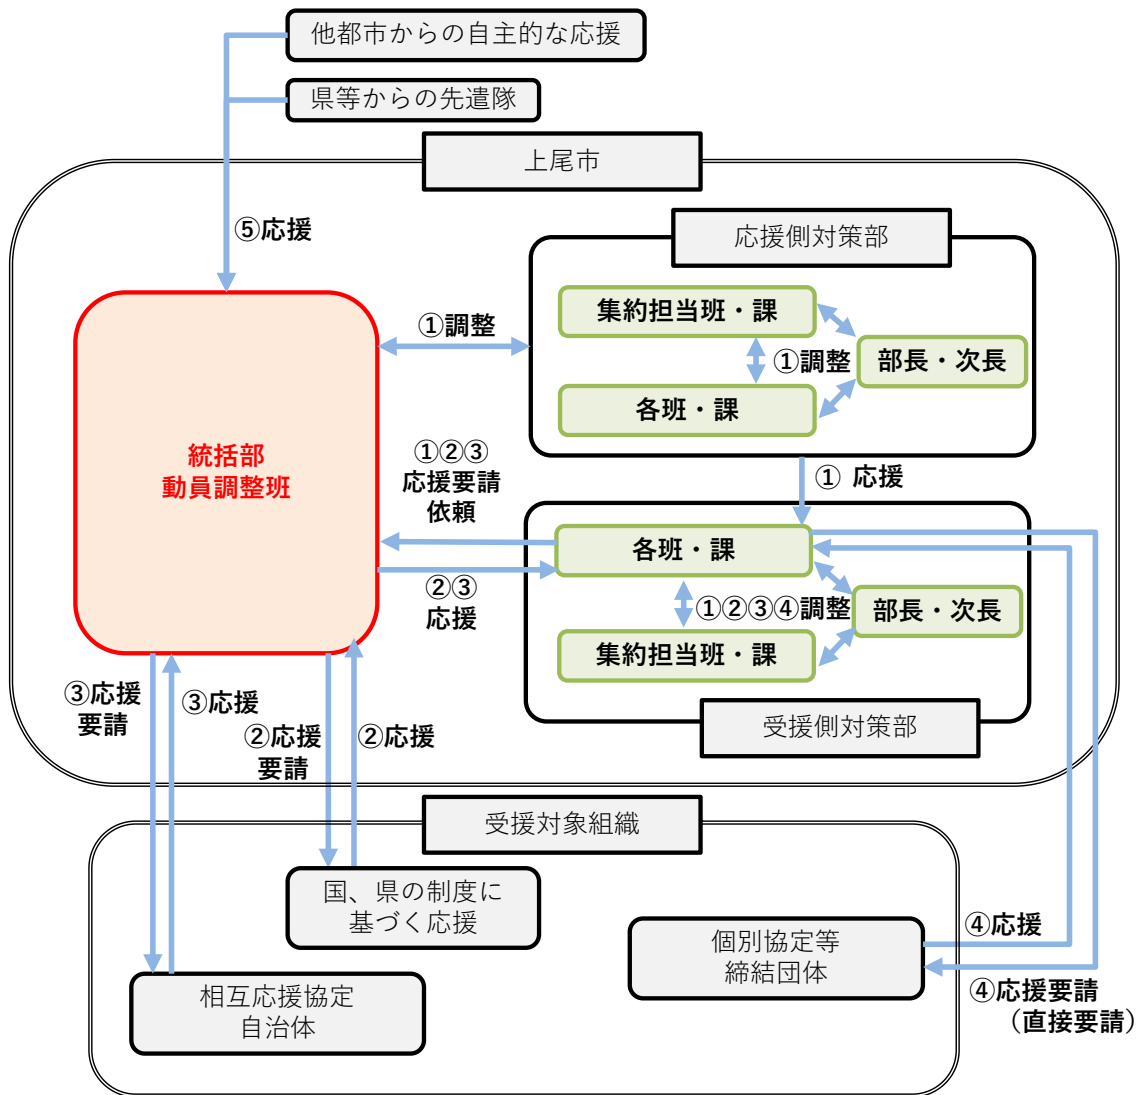 他都市からの自主的な応援
県等からの先遣隊
上尾市
⑤応援
応援側対策部
集約担当班・課
①調整
①調整
部長・次長
各班・課
統括部
動員調整班
①②③
応援要請
依頼
① 応援
各班・課
②③
応援
①②③④調整
部長・次長
集約担当班・課
受援側対策部
③応援
要請
③応援
②応援
要請
②応援
受援対象組織
国、県の制度に
基づく応援
個別協定等
締結団体
④応援
④応援要請
（直接要請）
相互応援協定
自治体